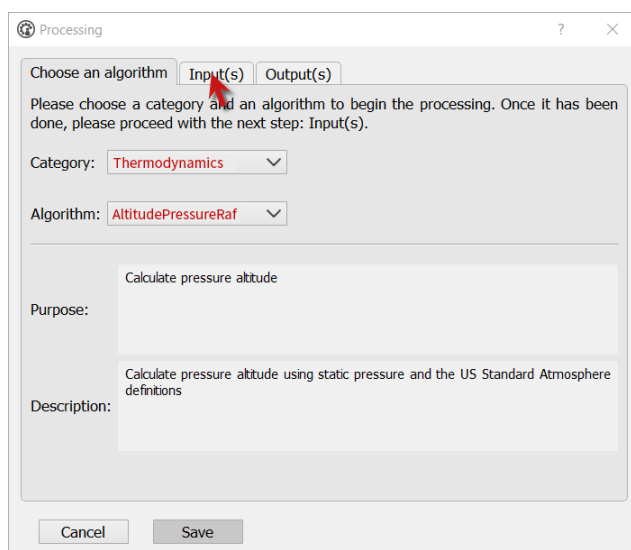 Processing
?
Choose an algorithm
Input(s)
Output(s)
Please choose a category and an algorithm to begin the processing. Once it has been
done, please proceed with the next step: Input(s).
Category:
Thermodynamics
Algorithm:
AltitudePressureRaf
Calculate pressure altitude
Purpose:
Calculate pressure altitude using static pressure and the US Standard Atmosphere
definitions
Description:
Cancel
Save